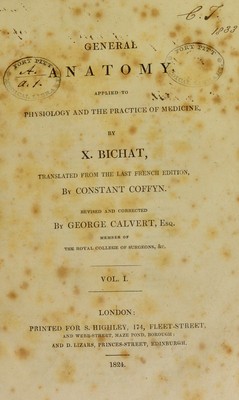 C. J.
1033
GENERAL
ANATOMY
APPLIED TO
PHYSIOLOGY AND THE PRACTICE OF MEDICINE,
BY
X. BICHAT,
TRANSLATED FROM THE LAST FRENCH EDITION,
BY CONSTANT COFFYN.
REVISED AND CORRECTED
BY GEORGE CALVERT, ESQ.
MEMBER OF
THE ROYAL COLLEGE OF SURGEONS, &c.
VOL. I.
LONDON:
PRINTED FOR S. HIGHLEY, 174, FLEET-STREET,
AND WEBB-STREET, MAZE POND, BOROUGH;
AND D. LIZARS, PRINCES-STREET, EDINBURGH.
1824.